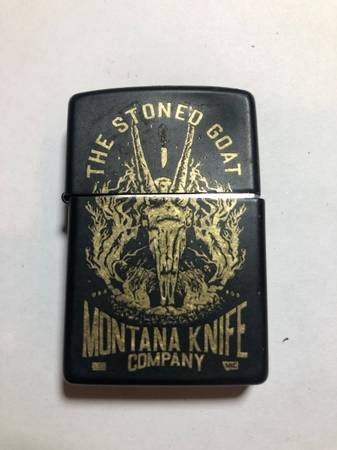 THE STONED GOAT
MONTANA KNIFE
COMPANY